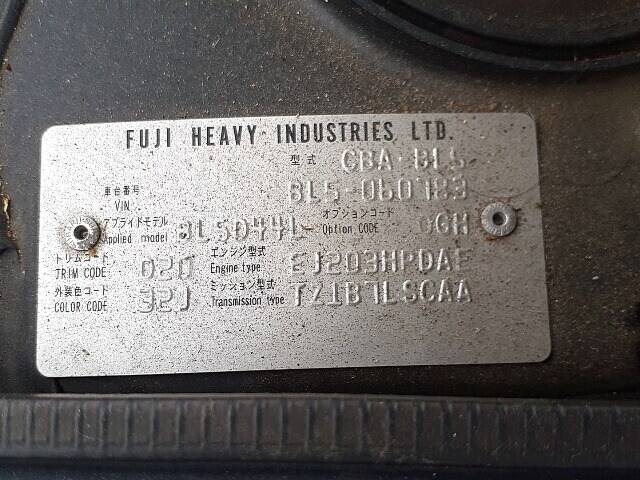 FUJI HEAVY INDUSTRIES LTD.
型式 CBA-BL5
車台番号 VIN BL5-060783
アプライドモデル Applied model BL5D44L オプションコード Option CODE OGH
トリムコード TRIM CODE 020 エンジン型式 Engine type EJ203HPDAE
外装色コード COLOR CODE 32J ミッション型式 Transmission type TZ1B7LSCAA